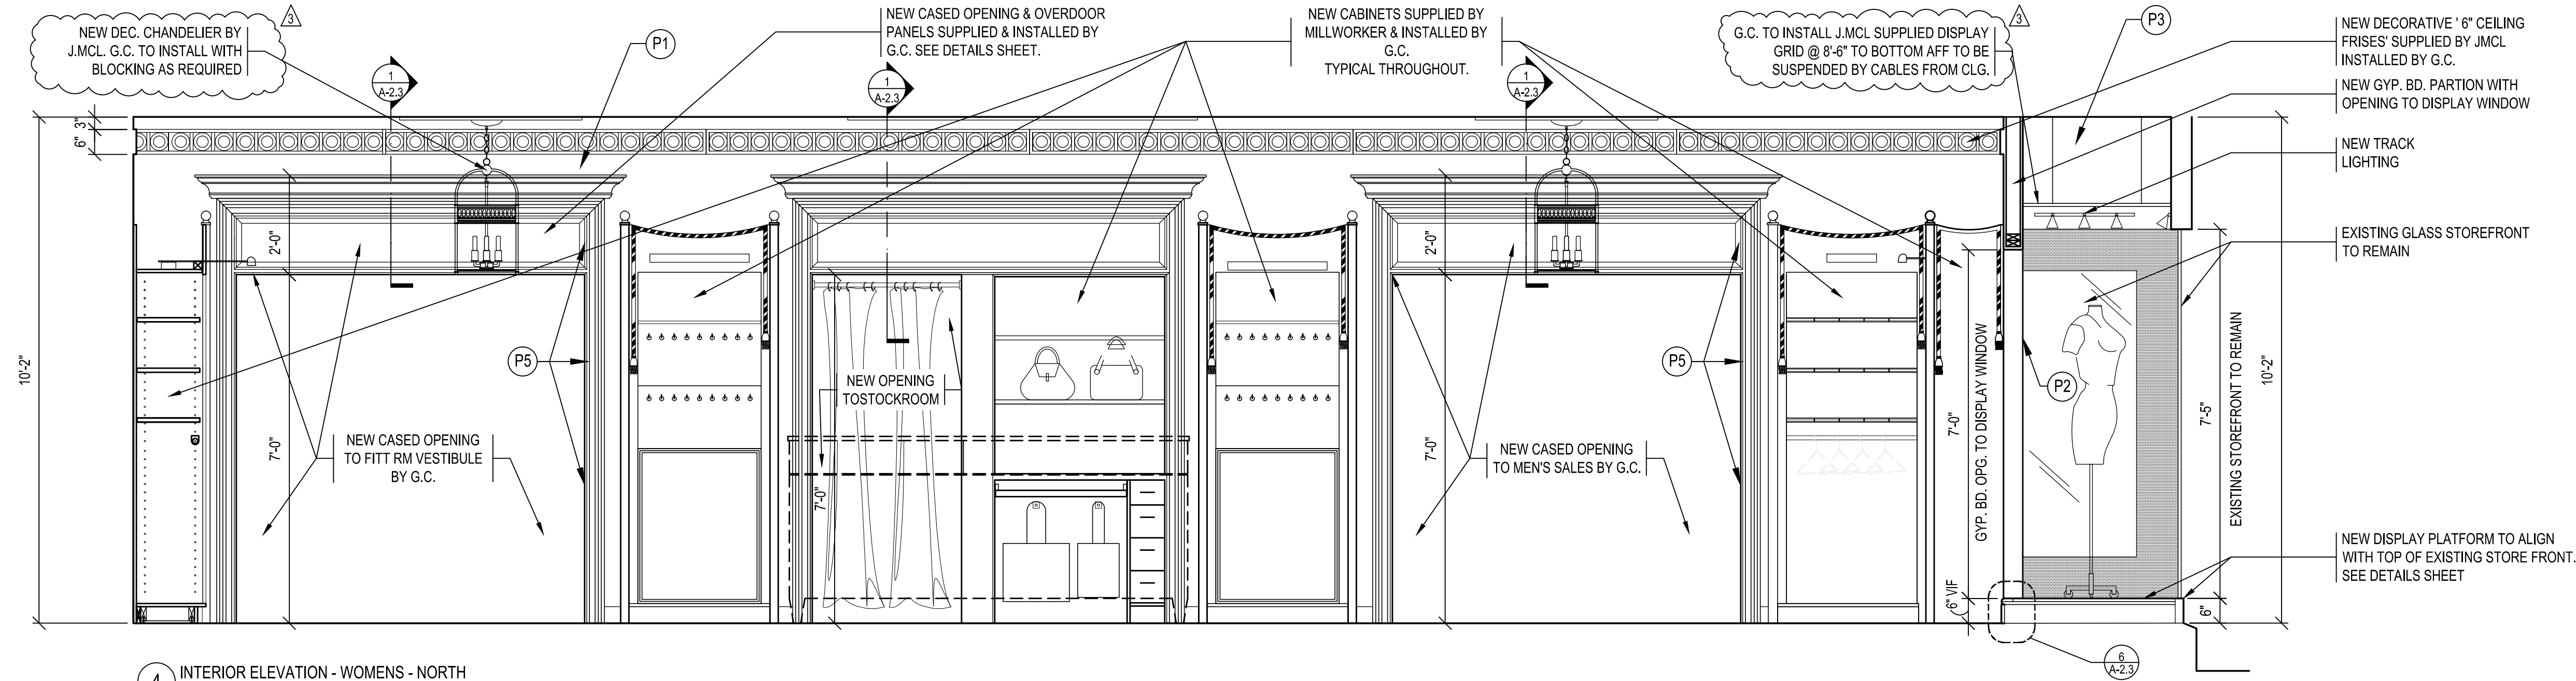 NEW DEC. CHANDELIER BY
J.MCL. G.C. TO INSTALL WITH
BLOCKING AS REQUIRED
3
P1
NEW CASED OPENING & OVERDOOR
PANELS SUPPLIED & INSTALLED BY
G.C. SEE DETAILS SHEET.
NEW CABINETS SUPPLIED BY
MILLWORKER & INSTALLED BY
G.C.
TYPICAL THROUGHOUT.
G.C. TO INSTALL J.MCL SUPPLIED DISPLAY
GRID @ 8'-6" TO BOTTOM AFF TO BE
SUSPENDED BY CABLES FROM CLG.
3
P3
NEW DECORATIVE ' 6" CEILING
FRISES' SUPPLIED BY JMCL
INSTALLED BY G.C.
NEW GYP. BD. PARTION WITH
OPENING TO DISPLAY WINDOW
NEW TRACK
LIGHTING
EXISTING GLASS STOREFRONT
TO REMAIN
NEW DISPLAY PLATFORM TO ALIGN
WITH TOP OF EXISTING STORE FRONT.
SEE DETAILS SHEET
1
A-2.3
1
A-2.3
1
A-2.3
3"
6"
10'-2"
2'-0"
7'-0"
NEW CASED OPENING
TO FITT RM VESTIBULE
BY G.C.
P5
NEW OPENING
TOSTOCKROOM
7'-0"
2'-0"
7'-0"
NEW CASED OPENING
TO MEN'S SALES BY G.C.
P5
7'-0"
GYP. BD. OPG. TO DISPLAY WINDOW
6" VIF
P2
7'-5"
EXISTING STOREFRONT TO REMAIN
10'-2"
6"
6
A-2.3
4
INTERIOR ELEVATION - WOMENS - NORTH